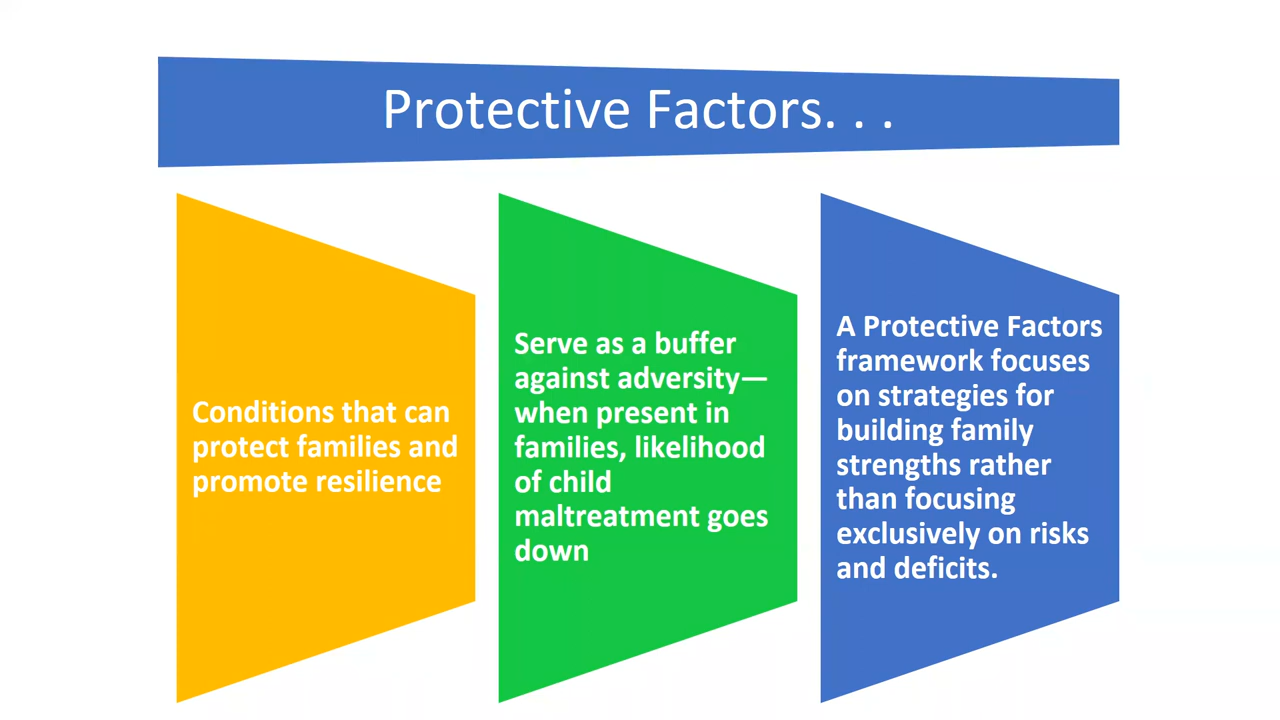 Protective Factors. . .
Conditions that can
protect families and
promote resilience
Serve as a buffer
against adversity—
when present in
families, likelihood
of child
maltreatment goes
down
A Protective Factors
framework focuses
on strategies for
building family
strengths rather
than focusing
exclusively on risks
and deficits.